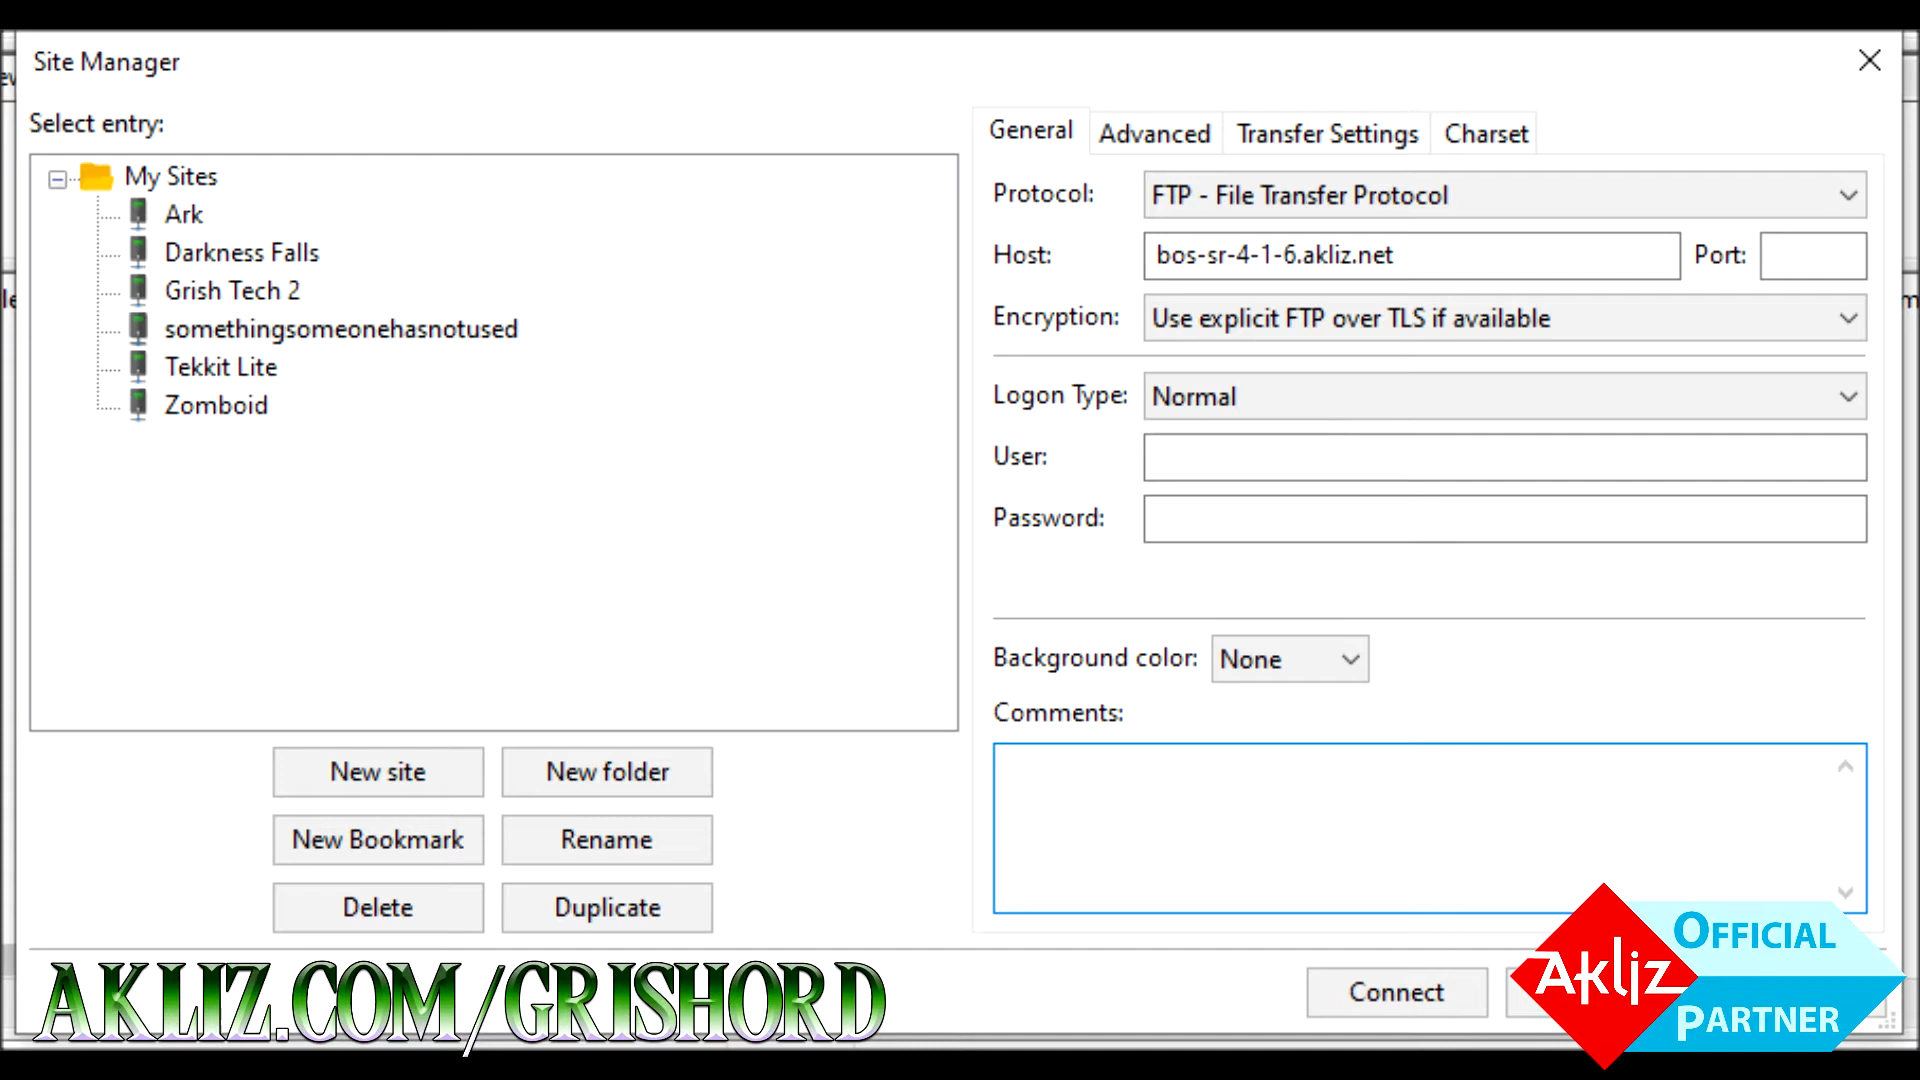 Site Manager
Select entry:
My Sites
Ark
Darkness Falls
Grish Tech 2
somethingsomeonehasnotused
Tekkit Lite
Zomboid
New site
New folder
New Bookmark
Rename
Delete
Duplicate
General
Advanced
Transfer Settings
Charset
Protocol:
FTP - File Transfer Protocol
Host:
bos-sr-4-1-6.akliz.net
Port:
Encryption:
Use explicit FTP over TLS if available
Logon Type:
Normal
User:
Password:
Background color:
None
Comments:
Connect
AKLIZ.COM/GRISHORD
Akliz
OFFICIAL
PARTNER